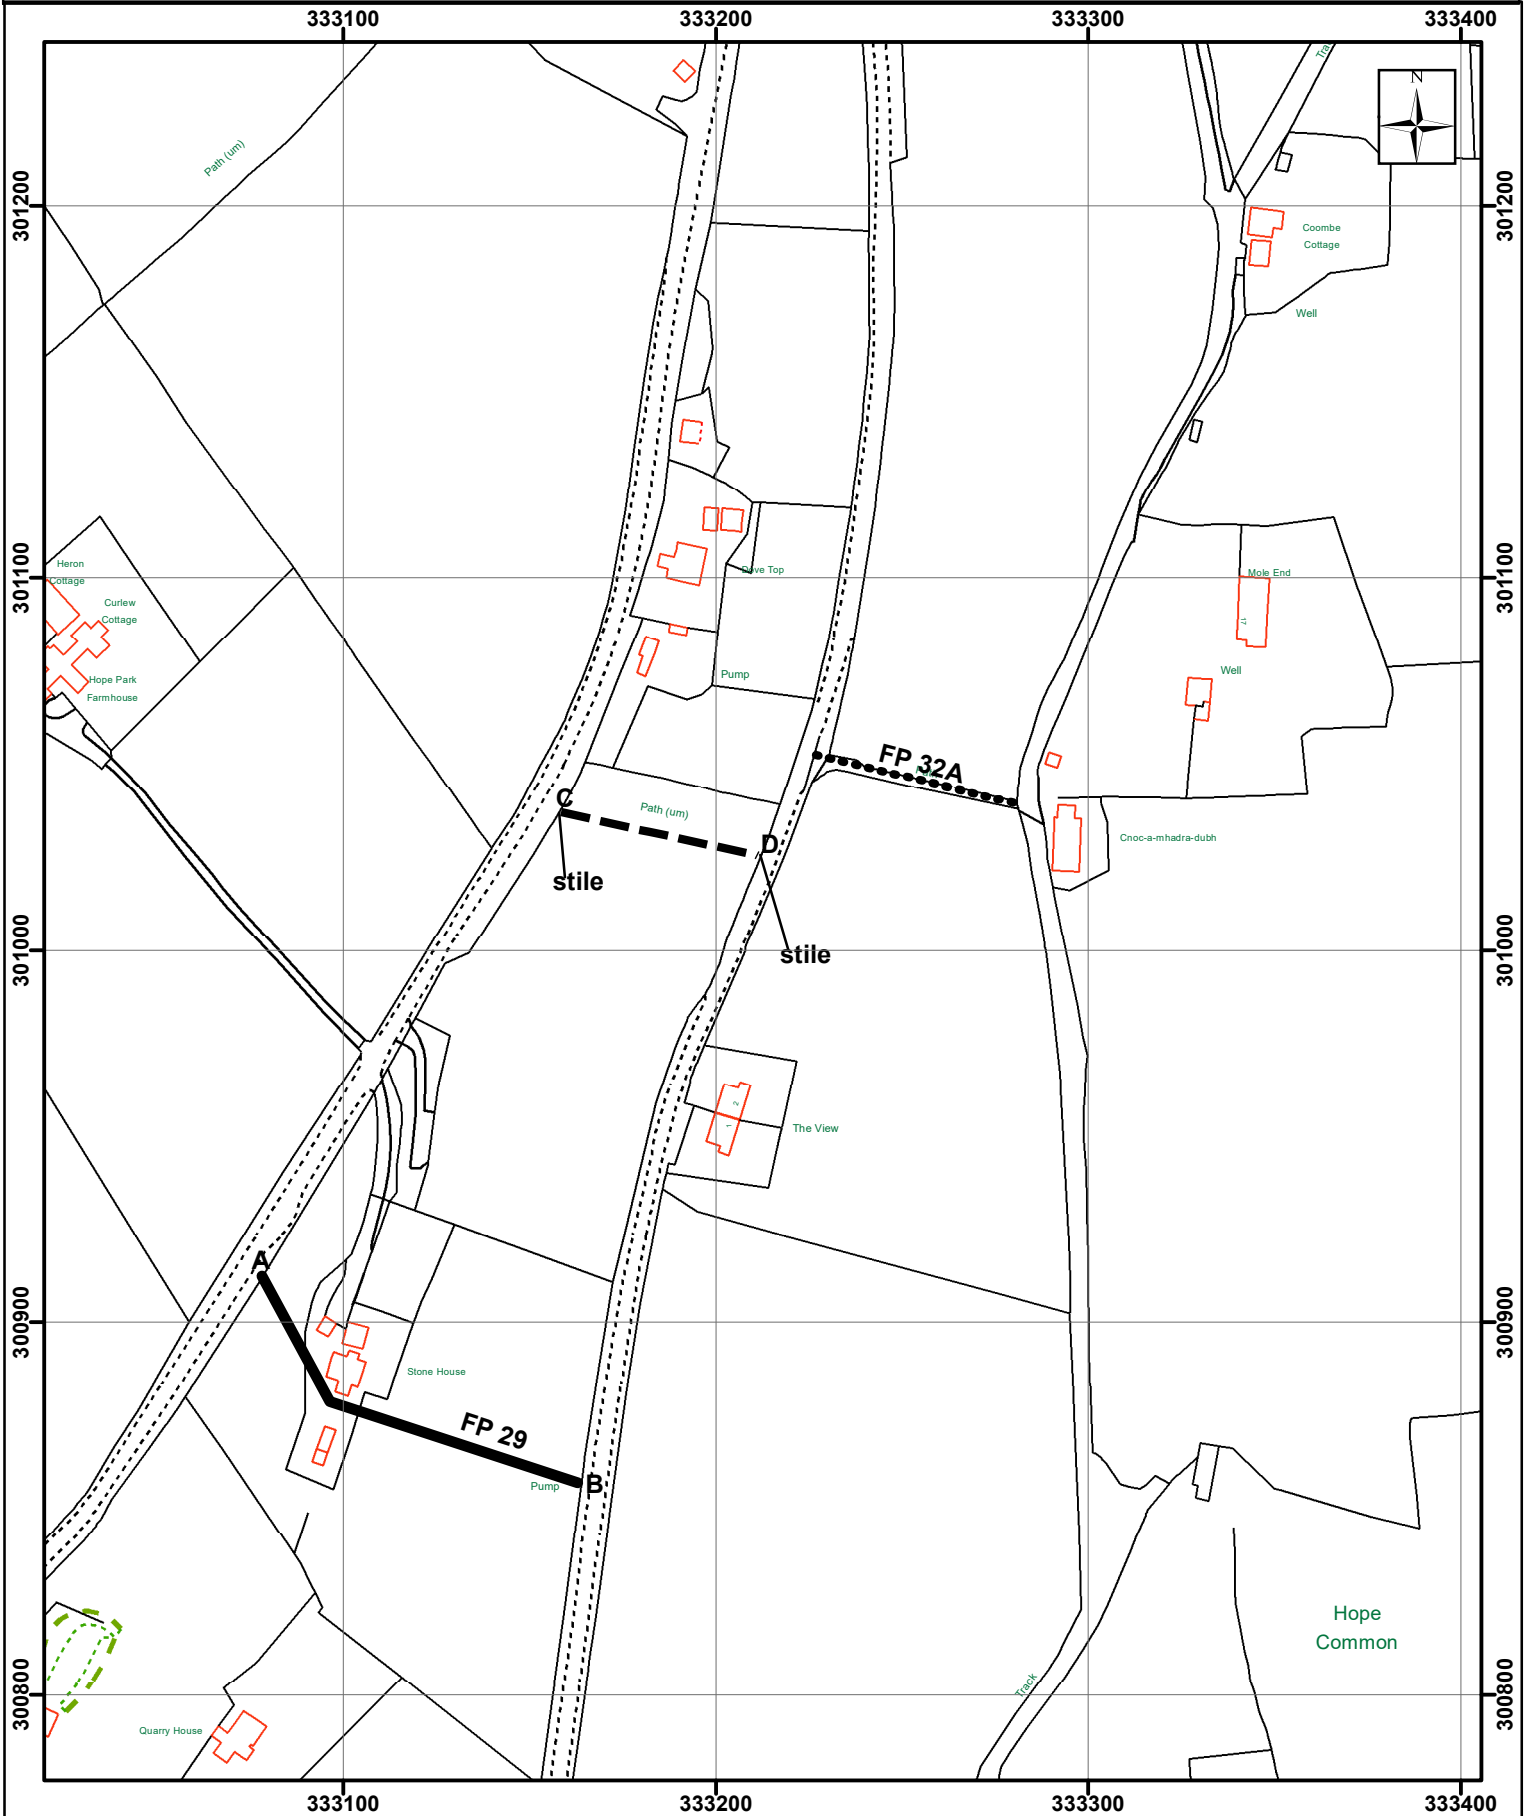 333100
333200
333300
333400
N
Path (um)
301200
301200
Coombe
Cottage
Well
Heron
Cottage
301100
301100
Curlew
Cottage
Dove Top
Mole End
17
Hope Park
Farmhouse
Pump
Well
FP 32A
C
Path (um)
D
Cnoc-a-mhadra-dubh
stile
stile
301000
301000
2
1
The View
A
300900
300900
Stone House
FP 29
Pump
B
Hope
Common
Track
300800
300800
Quarry House
333100
333200
333300
333400